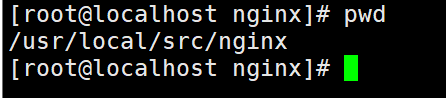 [root@localhost nginx]# pwd
/usr/local/src/nginx
[root@localhost nginx]#